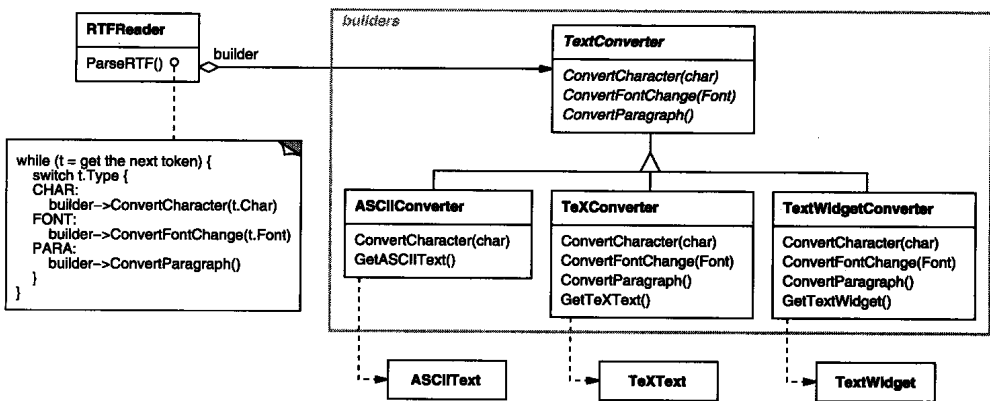 builders
RTFReader
ParseRTF()
builder
TextConverter
ConvertCharacter(char)
ConvertFontChange(Font)
ConvertParagraph()
while (t = get the next token) {
switch t.Type {
CHAR:
builder->ConvertCharacter(t.Char)
FONT:
builder->ConvertFontChange(t.Font)
PARA:
builder->ConvertParagraph()
}
}
ASCIIConverter
ConvertCharacter(char)
GetASCIIText()
TeXConverter
ConvertCharacter(char)
ConvertFontChange(Font)
ConvertParagraph()
GetTeXText()
TextWidgetConverter
ConvertCharacter(char)
ConvertFontChange(Font)
ConvertParagraph()
GetTextWidget()
ASCIIText
TeXText
TextWidget